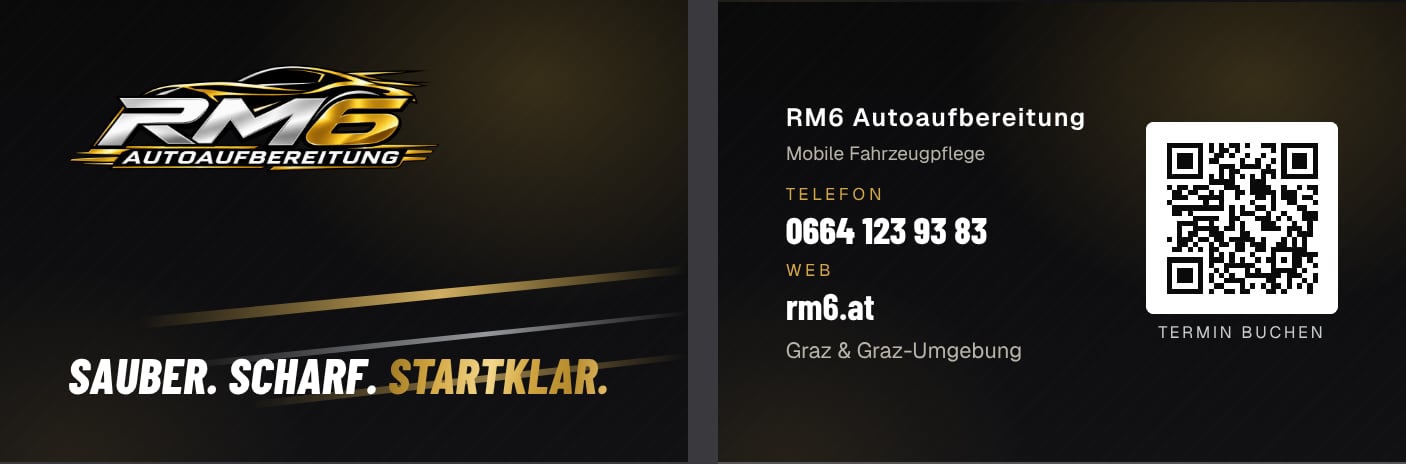 RM6
AUTOAUFBEREITUNG
SAUBER. SCHARF. STARTKLAR.
RM6 Autoaufbereitung
Mobile Fahrzeugpflege
TELEFON
0664 123 93 83
WEB
rm6.at
Graz & Graz-Umgebung
TERMIN BUCHEN